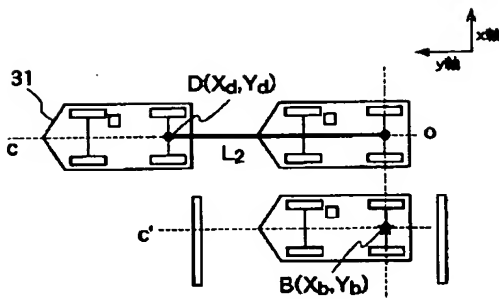 x軸
y軸
31
D(Xd,Yd)
C
L2
O
C'
B(Xb,Yb)